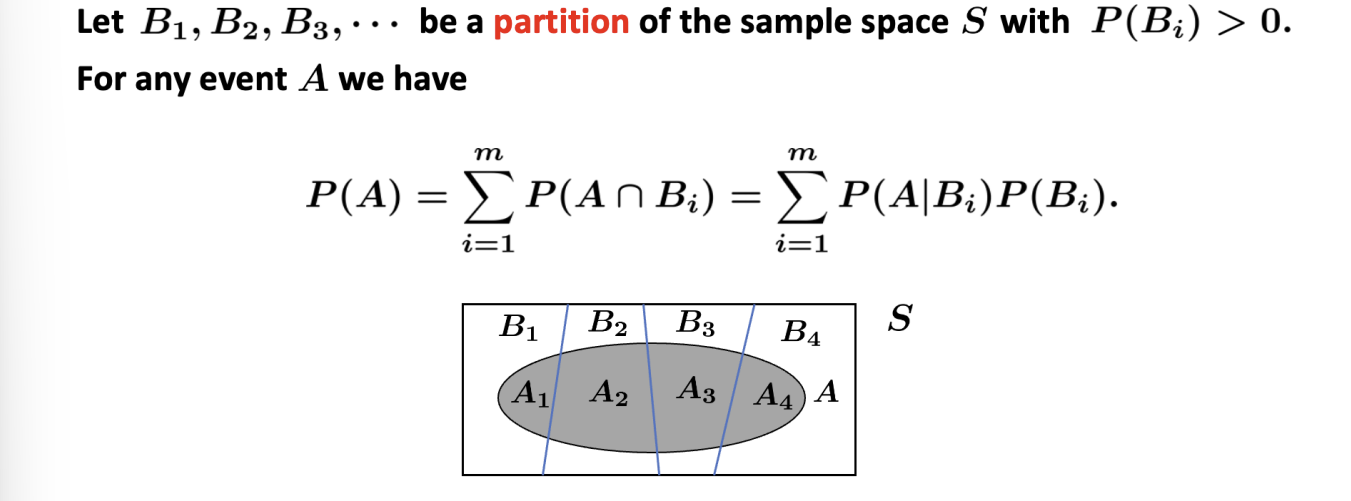 Let B₁, B₂, B₃, ⋯ be a partition of the sample space S with P(Bᵢ) > 0.
For any event A we have
P(A) = ∑_{i=1}^{m} P(A ∩ Bᵢ) = ∑_{i=1}^{m} P(A|Bᵢ)P(Bᵢ).
B₁ B₂ B₃ B₄ S
A₁ A₂ A₃ A₄ A